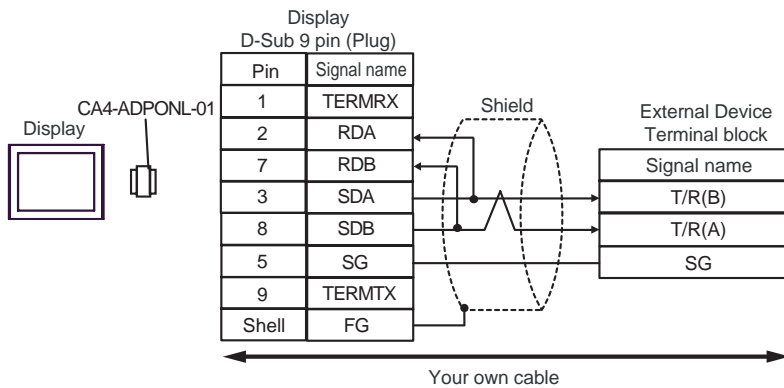 Display
D-Sub 9 pin (Plug)
Pin Signal name
CA4-ADPONL-01
Display
1 TERMRX
2 RDA
7 RDB
3 SDA
8 SDB
5 SG
9 TERMTX
Shell FG
Shield
External Device
Terminal block
Signal name
T/R(B)
T/R(A)
SG
Your own cable